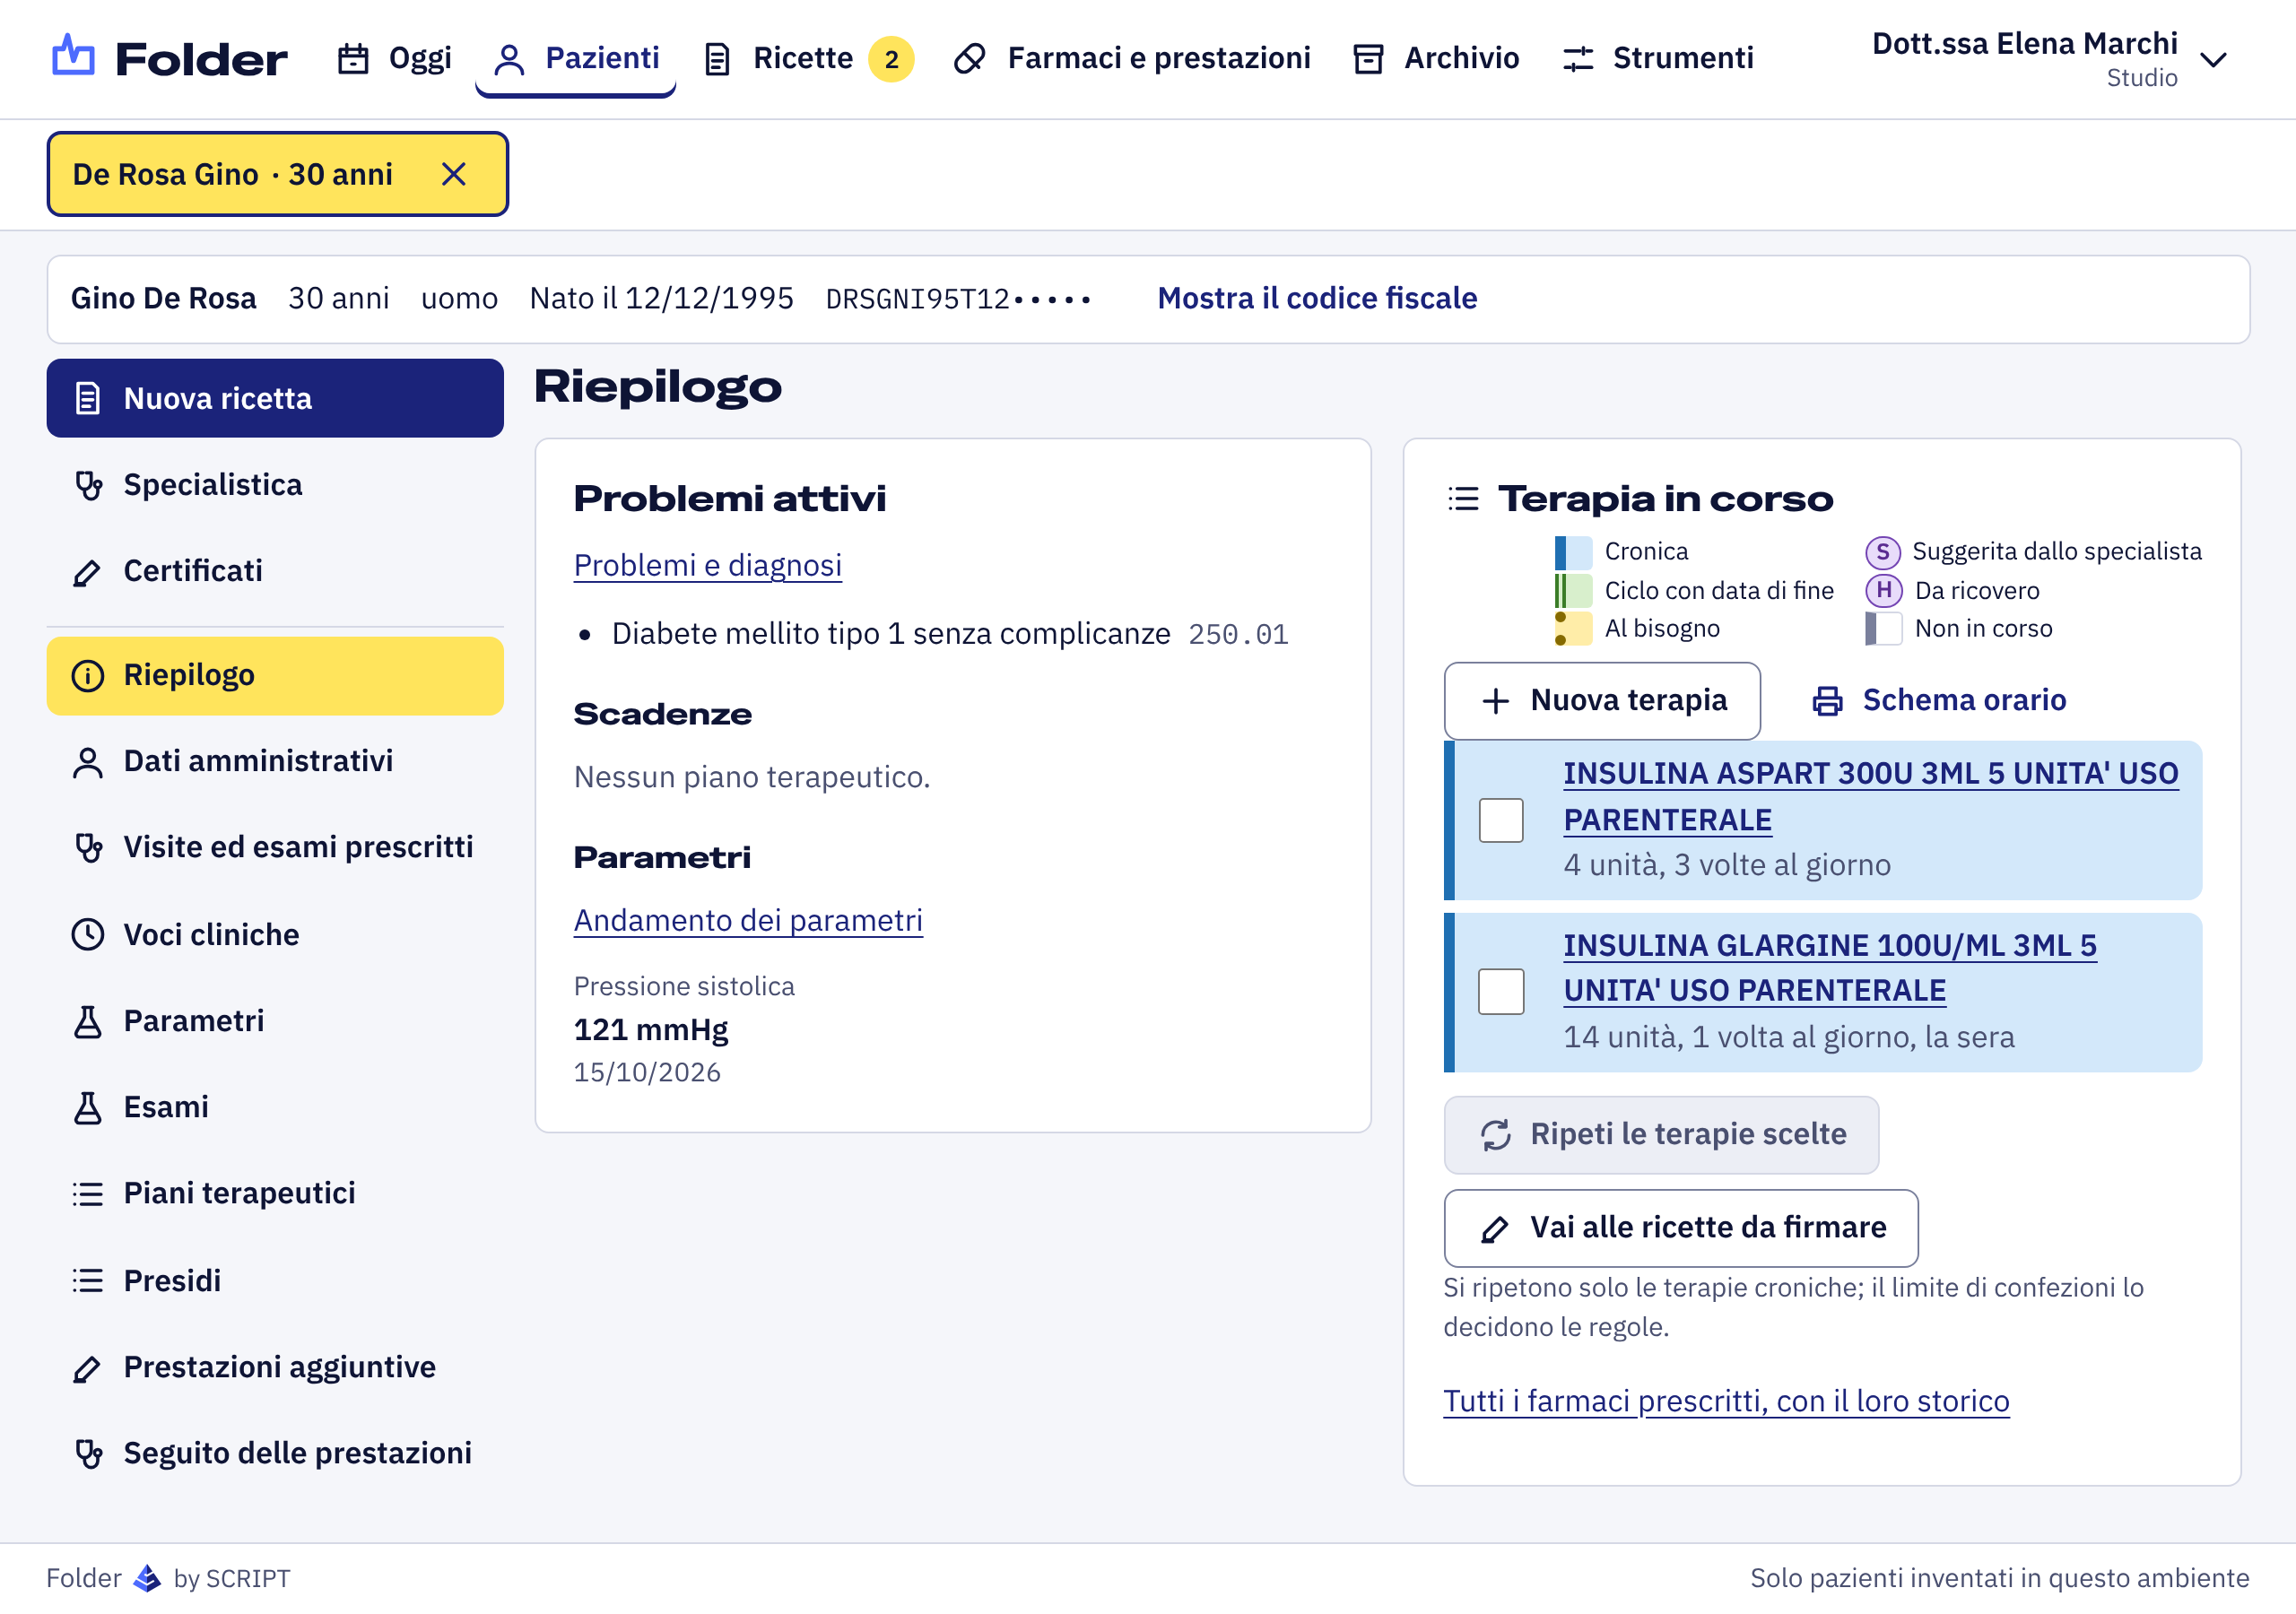 Folder
Oggi
Pazienti
Ricette 2
Farmaci e prestazioni
Archivio
Strumenti
Dott.ssa Elena Marchi
Studio
De Rosa Gino · 30 anni
Gino De Rosa 30 anni uomo Nato il 12/12/1995 DRSGNI95T12••••• Mostra il codice fiscale
Nuova ricetta
Specialistica
Certificati
Riepilogo
Dati amministrativi
Visite ed esami prescritti
Voci cliniche
Parametri
Esami
Piani terapeutici
Presidi
Prestazioni aggiuntive
Seguito delle prestazioni
Riepilogo
Problemi attivi
Problemi e diagnosi
• Diabete mellito tipo 1 senza complicanze 250.01
Scadenze
Nessun piano terapeutico.
Parametri
Andamento dei parametri
Pressione sistolica
121 mmHg
15/10/2026
Terapia in corso
Cronica
S Suggerita dallo specialista
Ciclo con data di fine
H Da ricovero
Al bisogno
Non in corso
Nuova terapia
Schema orario
INSULINA ASPART 300U 3ML 5 UNITA' USO
PARENTERALE
4 unità, 3 volte al giorno
INSULINA GLARGINE 100U/ML 3ML 5
UNITA' USO PARENTERALE
14 unità, 1 volta al giorno, la sera
Ripeti le terapie scelte
Vai alle ricette da firmare
Si ripetono solo le terapie croniche; il limite di confezioni lo
decidono le regole.
Tutti i farmaci prescritti, con il loro storico
Folder by SCRIPT
Solo pazienti inventati in questo ambiente